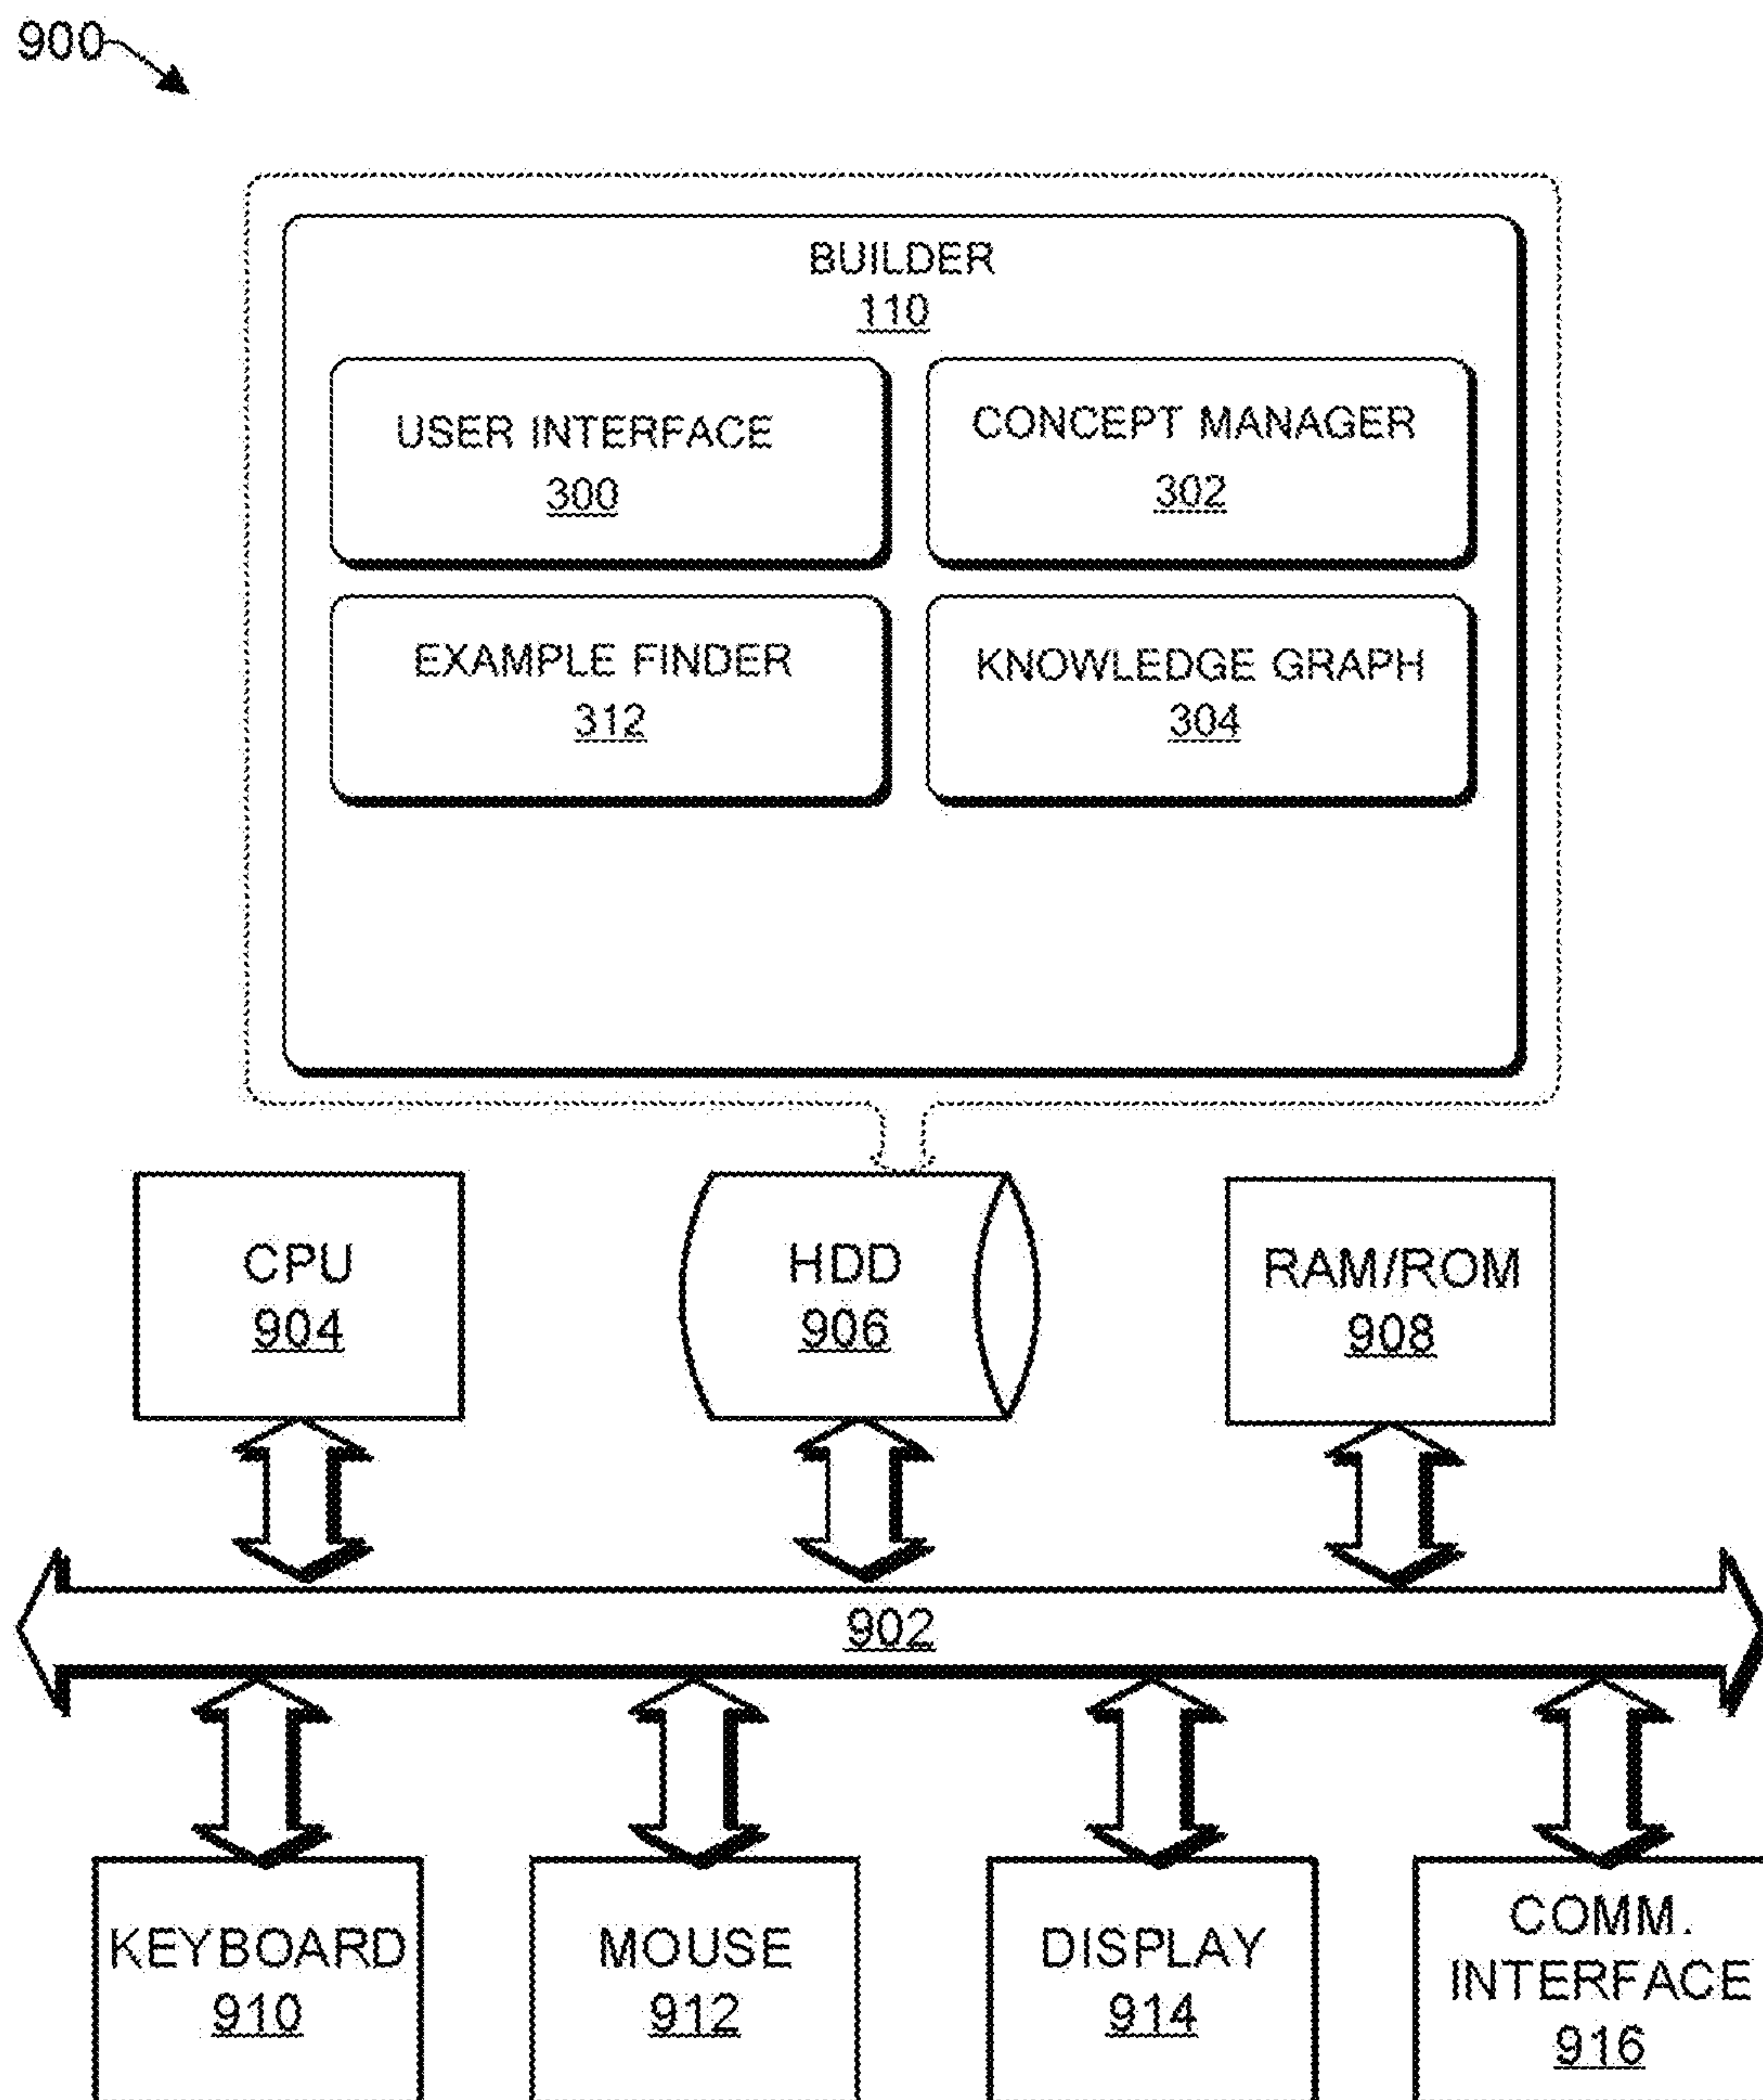 900
BUILDER
110
USER INTERFACE
300
CONCEPT MANAGER
302
EXAMPLE FINDER
312
KNOWLEDGE GRAPH
304
CPU
904
HDD
906
RAM/ROM
908
902
KEYBOARD
910
MOUSE
912
DISPLAY
914
COMM.
INTERFACE
916